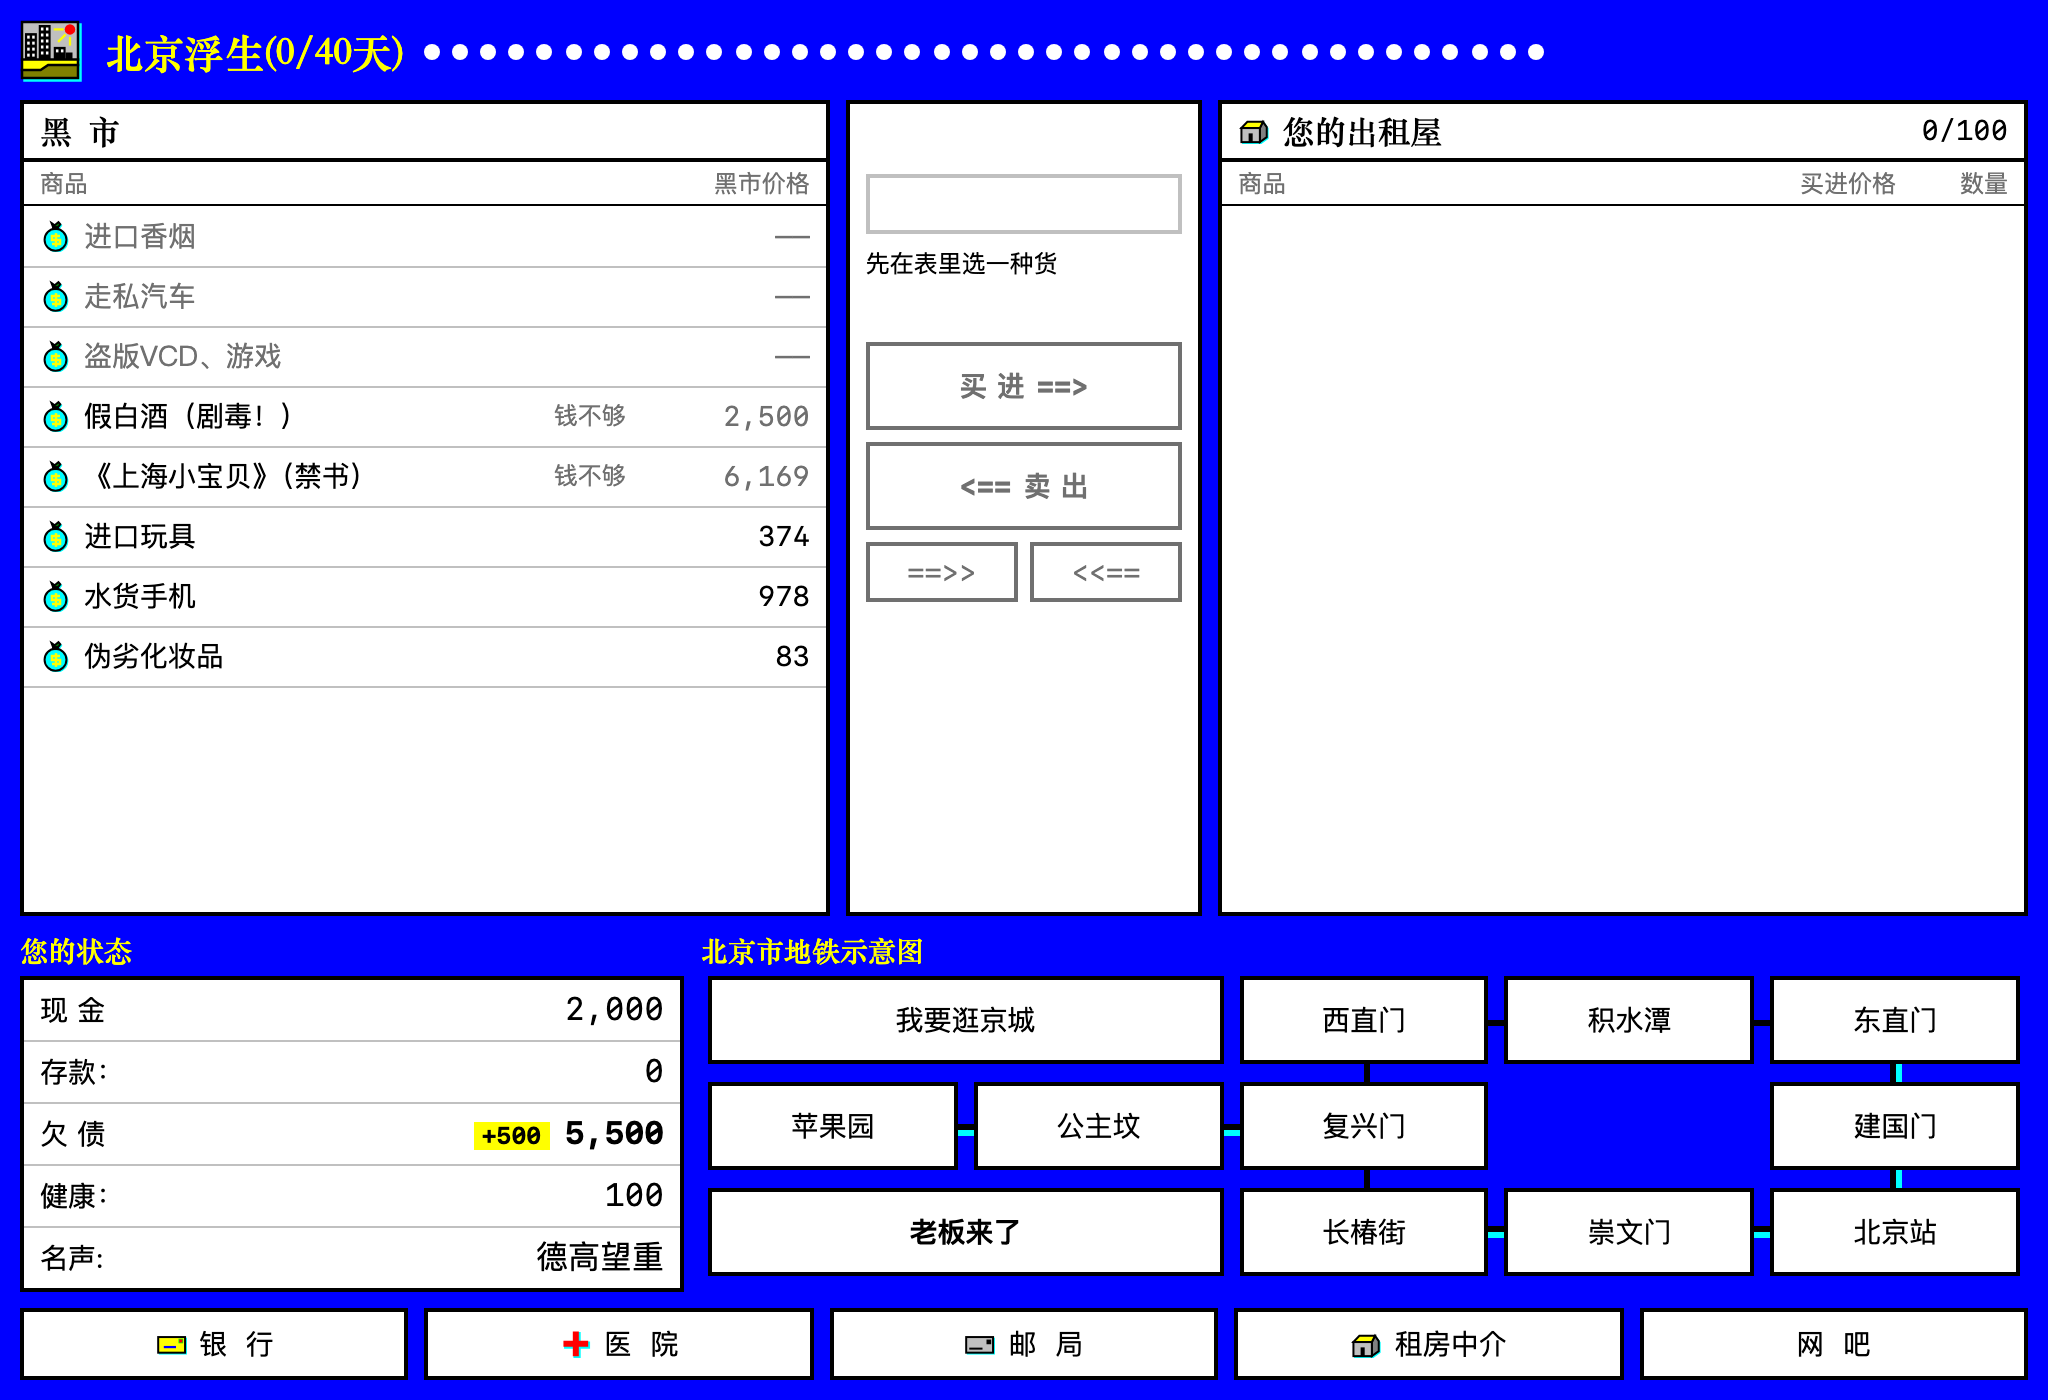 北京浮生(0/40天)
黑 市
商品 黑市价格
进口香烟 —
走私汽车 —
盗版VCD、游戏 —
假白酒（剧毒！） 钱不够 2,500
《上海小宝贝》（禁书） 钱不够 6,169
进口玩具 374
水货手机 978
伪劣化妆品 83
先在表里选一种货
买 进 ==>
<== 卖 出
==>> <<==
您的出租屋 0/100
商品 买进价格 数量
您的状态
现 金 2,000
存款： 0
欠 债 +500 5,500
健康： 100
名声： 德高望重
北京市地铁示意图
我要逛京城 西直门 积水潭 东直门
苹果园 公主坟 复兴门 建国门
老板来了 长椿街 崇文门 北京站
银 行 医 院 邮 局 租房中介 网 吧